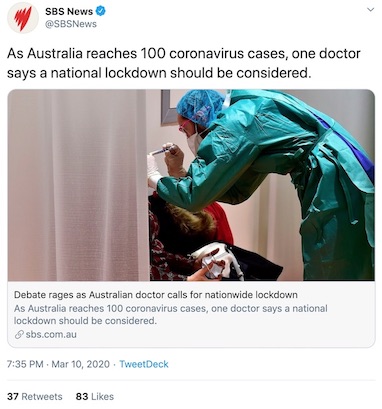 SBS News
@SBSNews
As Australia reaches 100 coronavirus cases, one doctor
says a national lockdown should be considered.
Debate rages as Australian doctor calls for nationwide lockdown
As Australia reaches 100 coronavirus cases, one doctor says a national
lockdown should be considered.
sbs.com.au
7:35 PM · Mar 10, 2020 · TweetDeck
37 Retweets 83 Likes